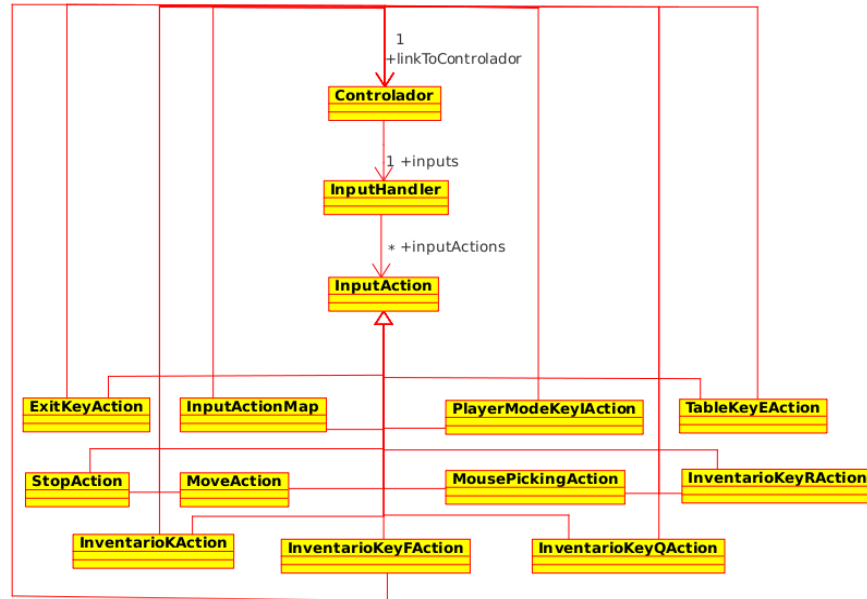 1
+linkToControlador
Controlador
1 +inputs
InputHandler
* +inputActions
InputAction
ExitKeyAction
InputActionMap
PlayerModeKeyIAction
TableKeyEAction
StopAction
MoveAction
MousePickingAction
InventarioKeyRAction
InventarioKAction
InventarioKeyFAction
InventarioKeyQAction